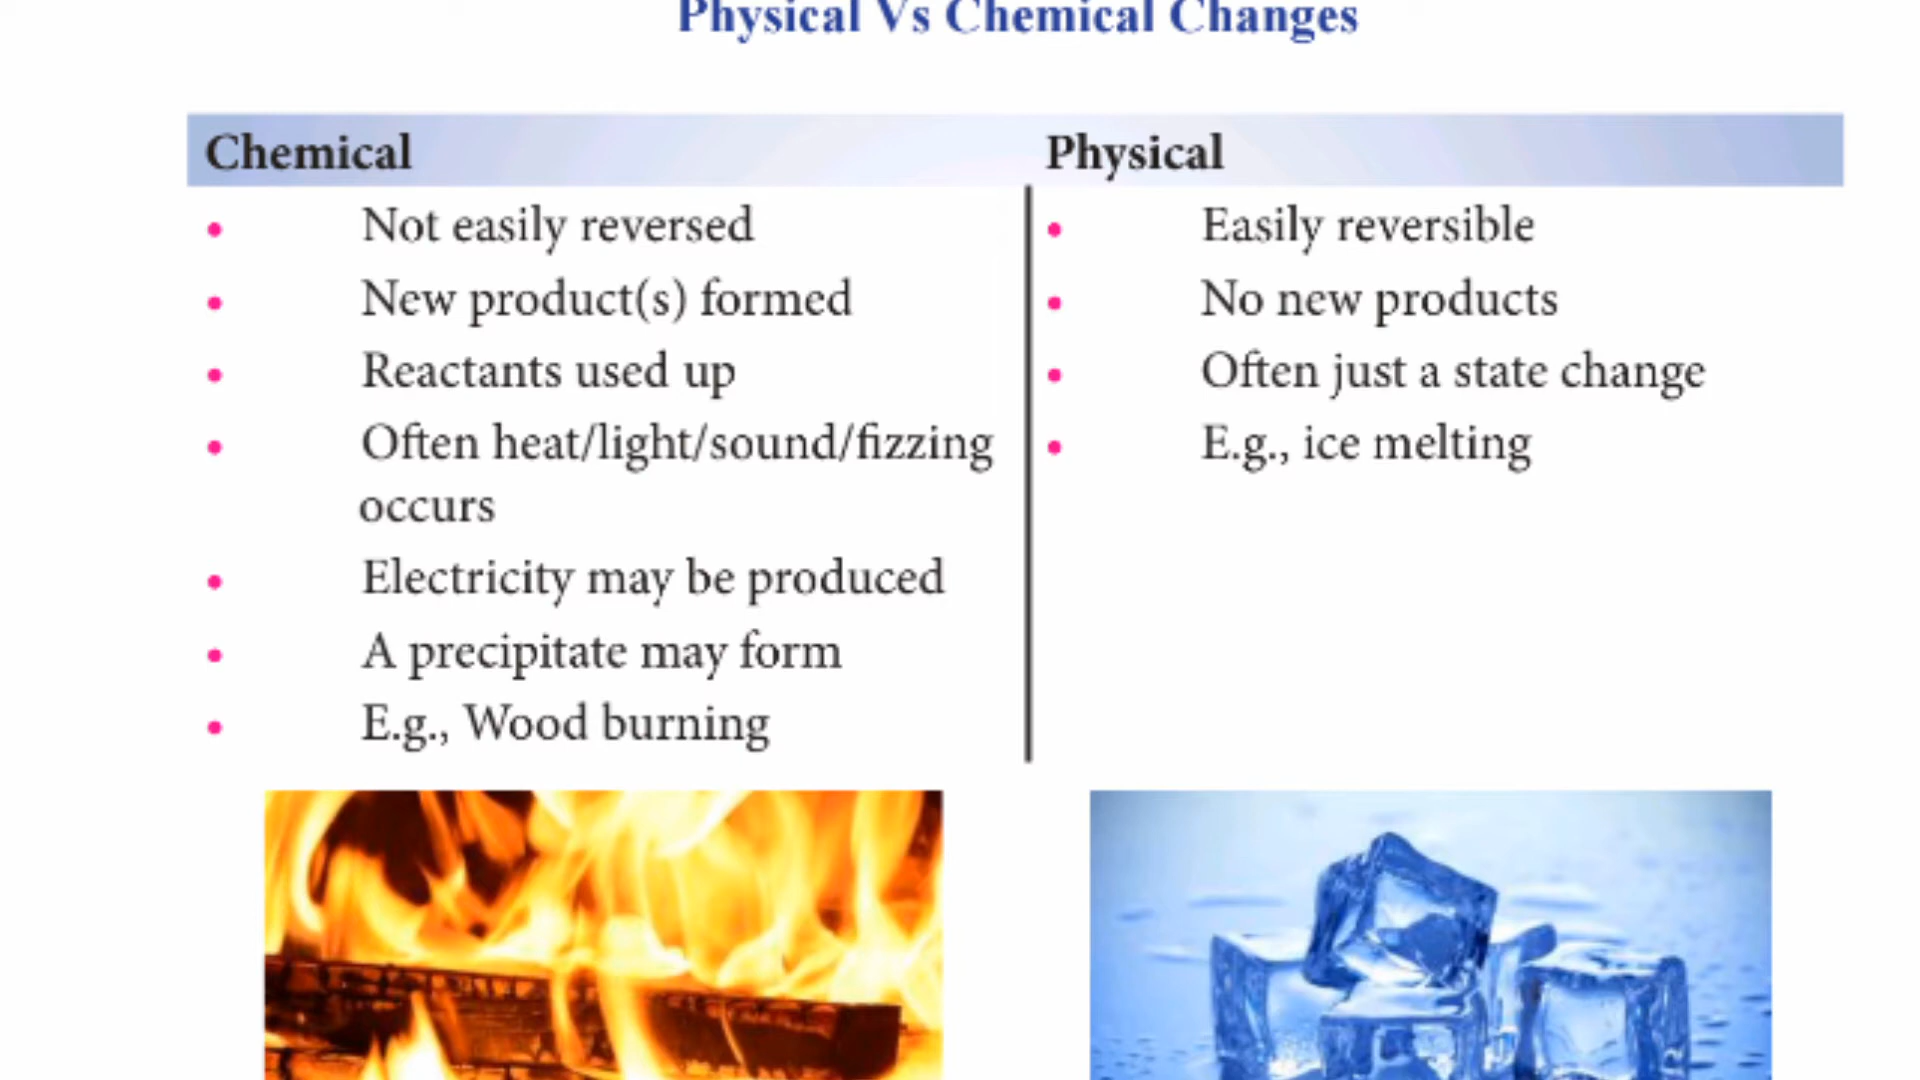 Physical Vs Chemical Changes
Chemical
• Not easily reversed
• New product(s) formed
• Reactants used up
• Often heat/light/sound/fizzing
occurs
• Electricity may be produced
• A precipitate may form
• E.g., Wood burning
Physical
• Easily reversible
• No new products
• Often just a state change
• E.g., ice melting